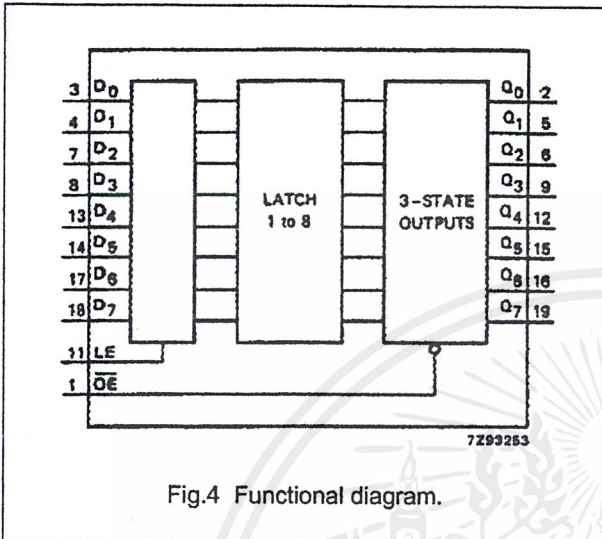 3 D0 Q0 2
4 D1 Q1 5
7 D2 Q2 6
8 D3 Q3 9
13 D4 LATCH 3-STATE Q4 12
1 to 8 OUTPUTS
14 D5 Q5 15
17 D6 Q6 16
18 D7 Q7 19
11 LE
1 O̅E̅
7Z93253
Fig.4 Functional diagram.